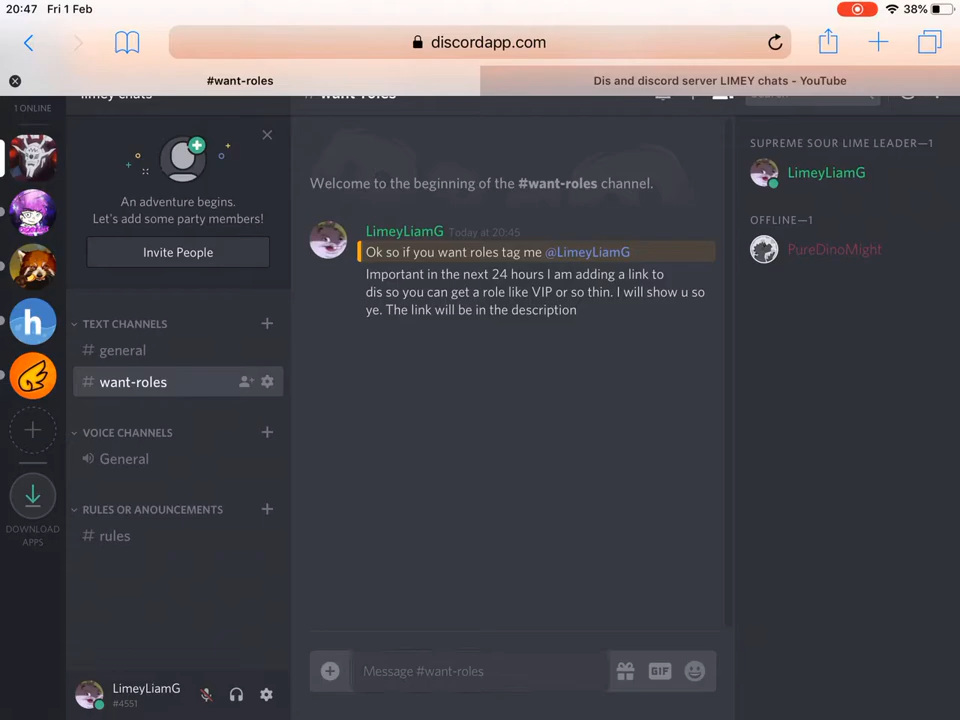 20:47 Fri 1 Feb
38%
discordapp.com
#want-roles
Dis and discord server LIMEY chats - YouTube
1 ONLINE
limey chats
# want-roles
Search
An adventure begins.
Let's add some party members!
Invite People
TEXT CHANNELS
# general
# want-roles
VOICE CHANNELS
General
RULES OR ANOUNCEMENTS
# rules
DOWNLOAD
APPS
LimeyLiamG
#4551
Welcome to the beginning of the #want-roles channel.
LimeyLiamG Today at 20:45
Ok so if you want roles tag me @LimeyLiamG
Important in the next 24 hours I am adding a link to
dis so you can get a role like VIP or so thin. I will show u so
ye. The link will be in the description
Message #want-roles
GIF
SUPREME SOUR LIME LEADER—1
LimeyLiamG
OFFLINE—1
PureDinoMight